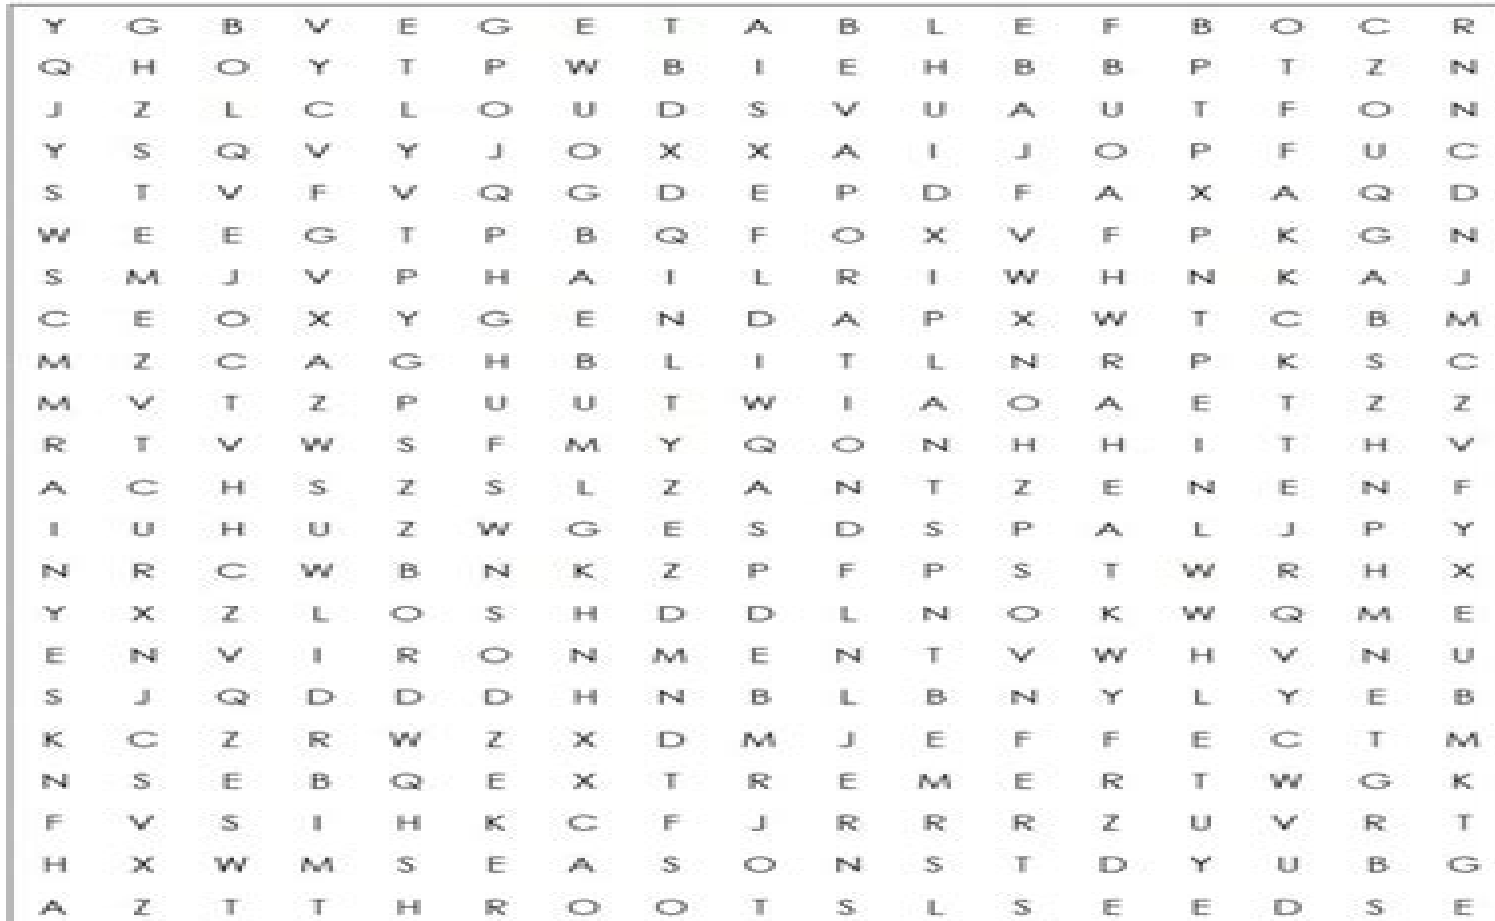 Y G B V E G E T A B L E F B O C R
Q H O Y T P W B I E H B B P T Z N
J Z L C L O U D S V U A U T F O N
Y S Q V Y J O X X A I J O P F U C
S T V F V Q G D E P D F A X A Q D
W E E G T P B Q F O X V F P K G N
S M J V P H A I L R I W H N K A J
C E O X Y G E N D A P X W T C B M
M Z C A G H B L I T L N R P K S C
M V T Z P U U T W I A O A E T Z Z
R T V W S F M Y Q O N H H I T H V
A C H S Z S L Z A N T Z E N E N F
I U H U Z W G E S D S P A L J P Y
N R C W B N K Z P F P S T W R H X
Y X Z L O S H D D L N O K W Q M E
E N V I R O N M E N T V W H V N U
S J Q D D D H N B L B N Y L Y E B
K C Z R W Z X D M J E F F E C T M
N S E B Q E X T R E M E R T W G K
F V S I H K C F J R R R Z U V R T
H X W M S E A S O N S T D Y U B G
A Z T T H R O O T S L S E E D S E